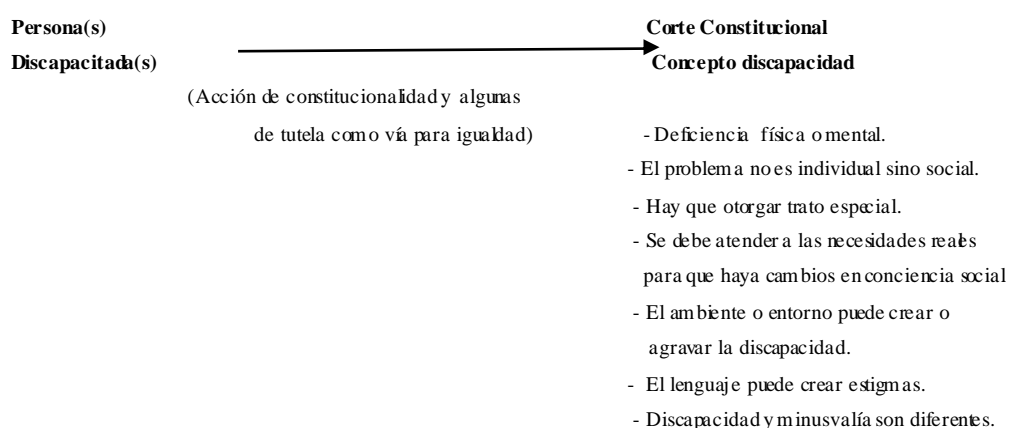 Persona(s)
Discapacitada(s)
(Acción de constitucionalidad y algunas
de tutela como vía para igualdad)
Corte Constitucional
Concepto discapacidad
- Deficiencia física o mental.
- El problema no es individual sino social.
- Hay que otorgar trato especial.
- Se debe atender a las necesidades reales
para que haya cambios en conciencia social
- El ambiente o entorno puede crear o
agravar la discapacidad.
- El lenguaje puede crear estigmas.
- Discapacidad y minusvalía son diferentes.